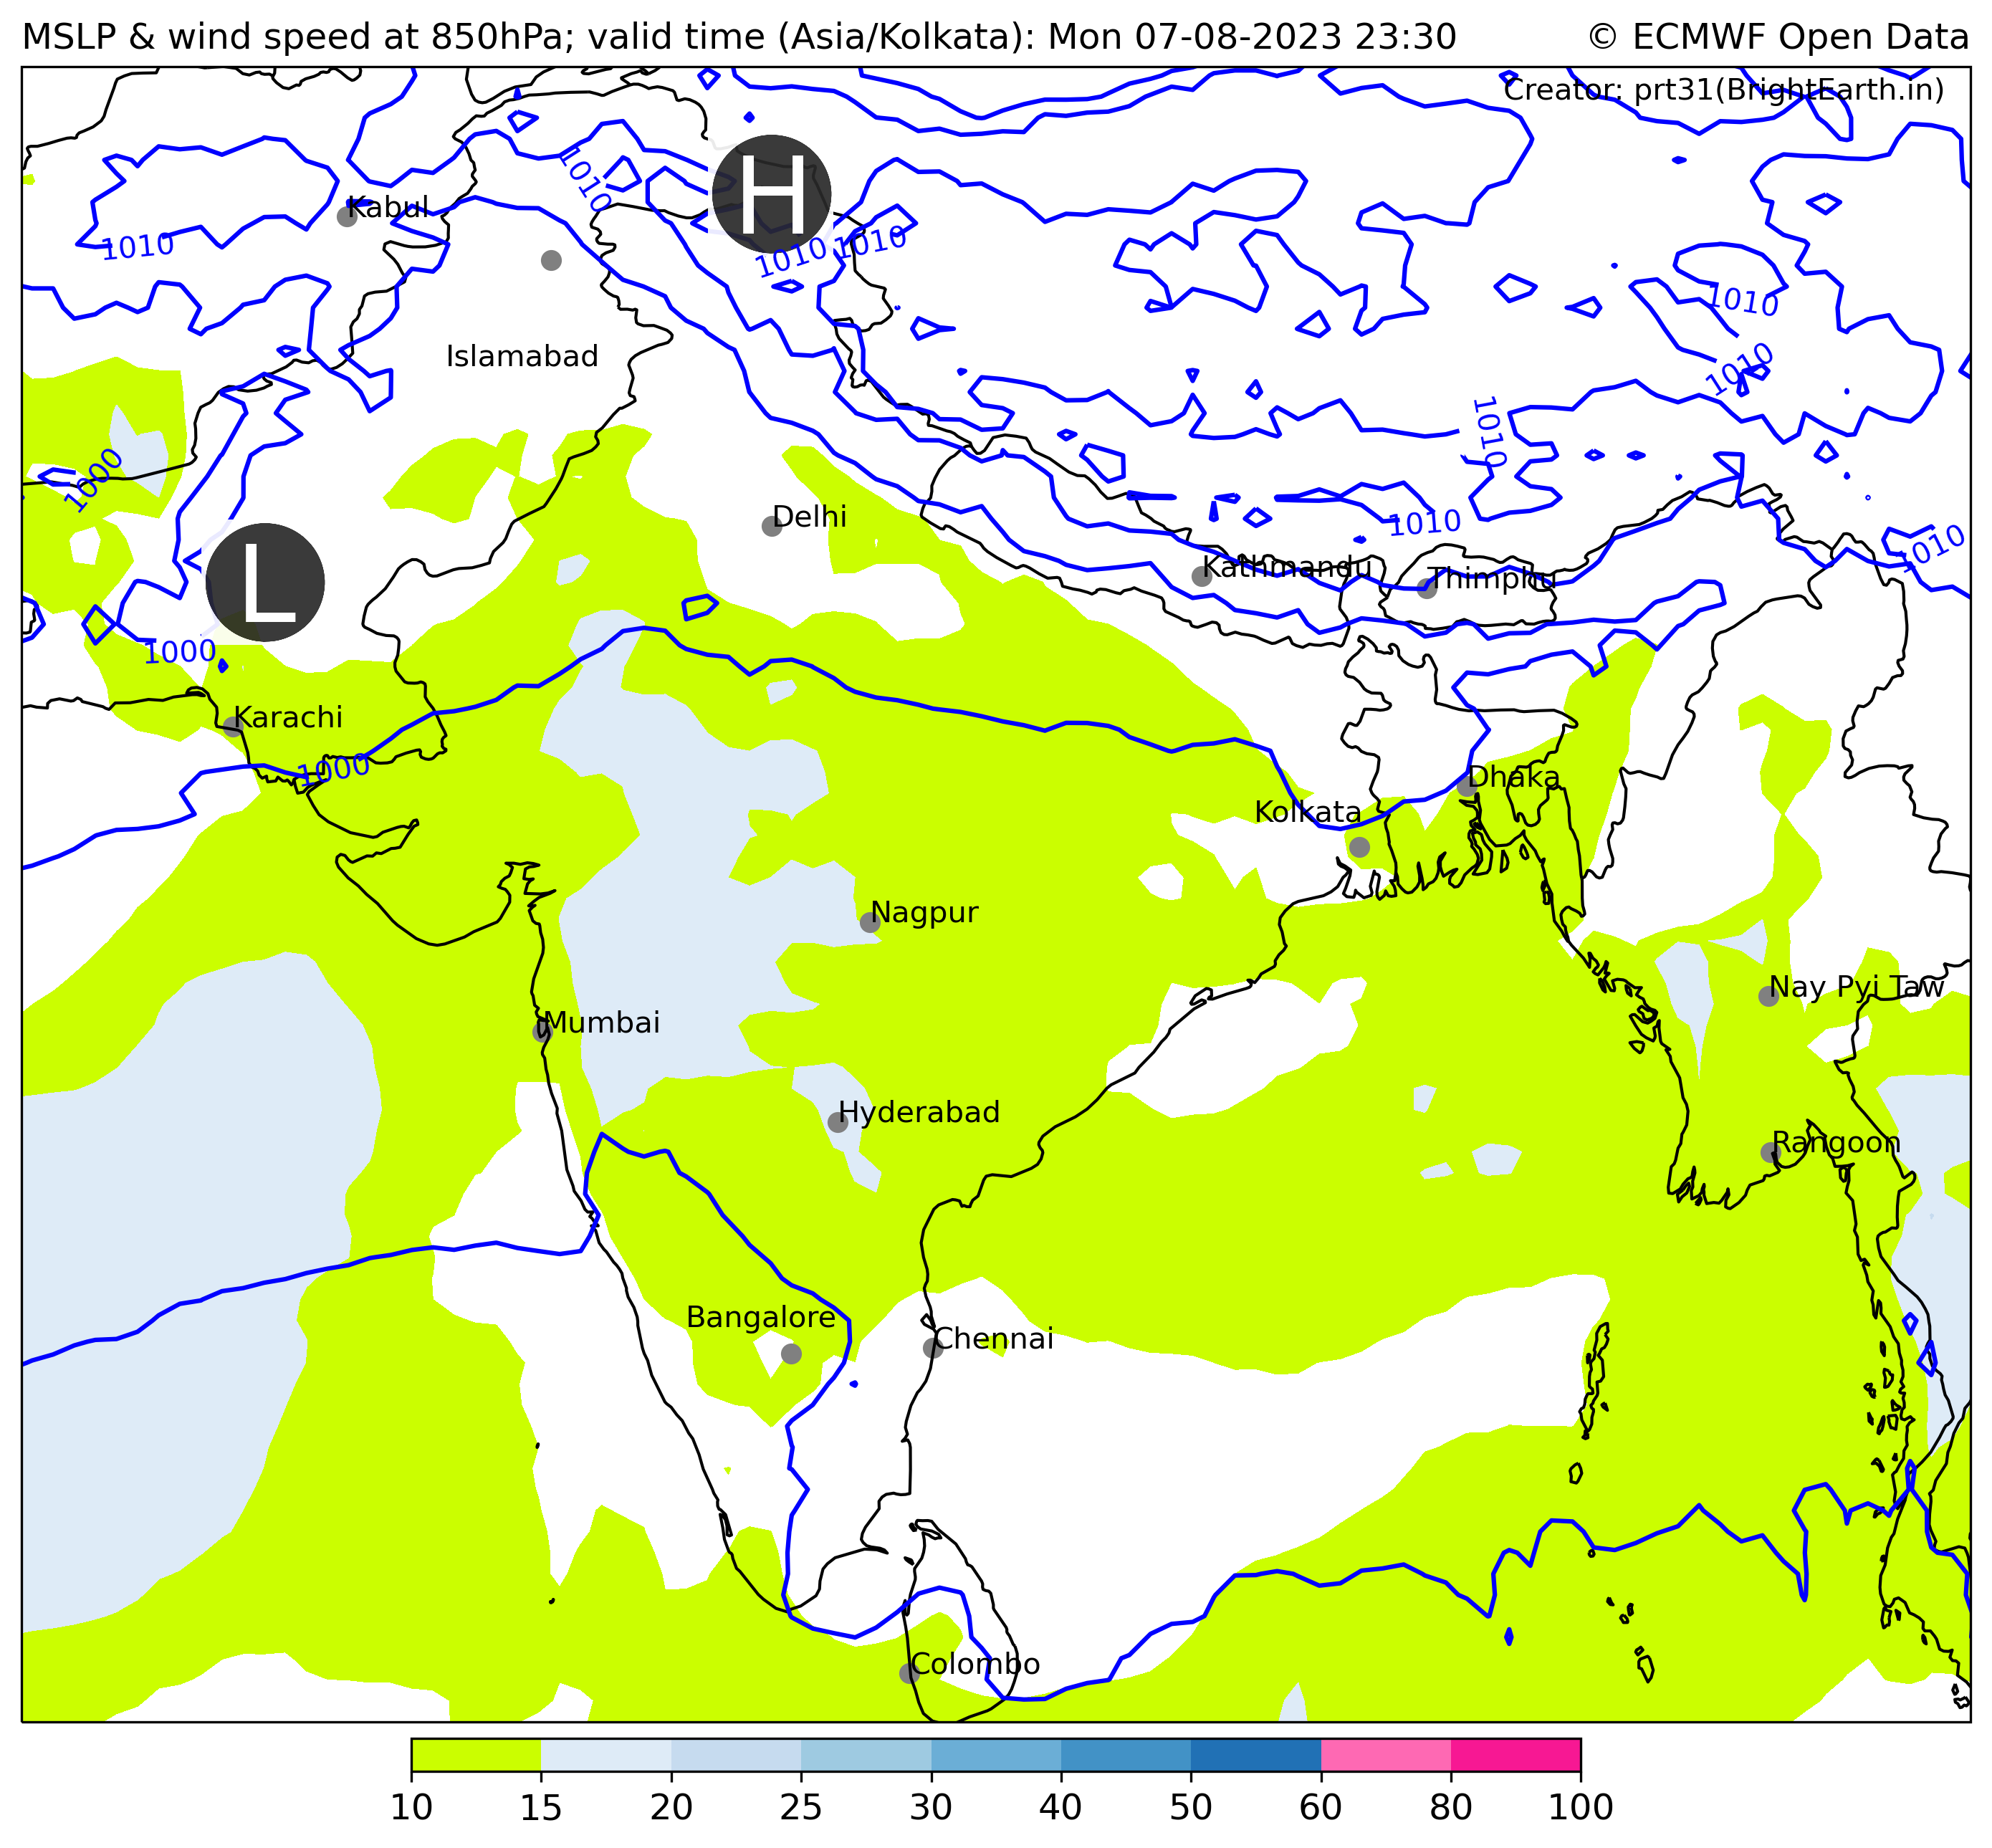 MSLP & wind speed at 850hPa; valid time (Asia/Kolkata): Mon 07-08-2023 23:30
© ECMWF Open Data
Creator: prt31(BrightEarth.in)
H
1010
Kabul
1010
1010
1010
1010
Islamabad
1010
1010
1000
Delhi
1010
1010
Kathmandu
Thimphu
L
1000
Karachi
1000
Dhaka
Kolkata
Nagpur
Nay Pyi Taw
Mumbai
Hyderabad
Rangoon
Bangalore
Chennai
Colombo
10 15 20 25 30 40 50 60 80 100